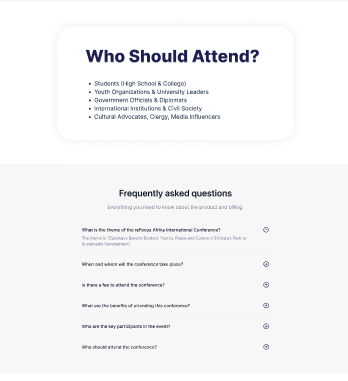 Who Should Attend?
Students (High School & College)
Youth Organizations & University Leaders
Government Officials & Diplomats
International Institutions & Civil Society
Cultural Advocates, Clergy, Media Influencers
Frequently asked questions
Everything you need to know about the product and billing.
What is the theme of the reFocus Afrika International Conference?
The theme is "Diplomacy Beyond Borders: Youth, Peace and Culture in Ethiopia's Path to
Sustainable Development"
When and where will the conference take place?
Is there a fee to attend the conference?
What are the benefits of attending this conference?
Who are the key participants in the event?
Who should attend the conference?